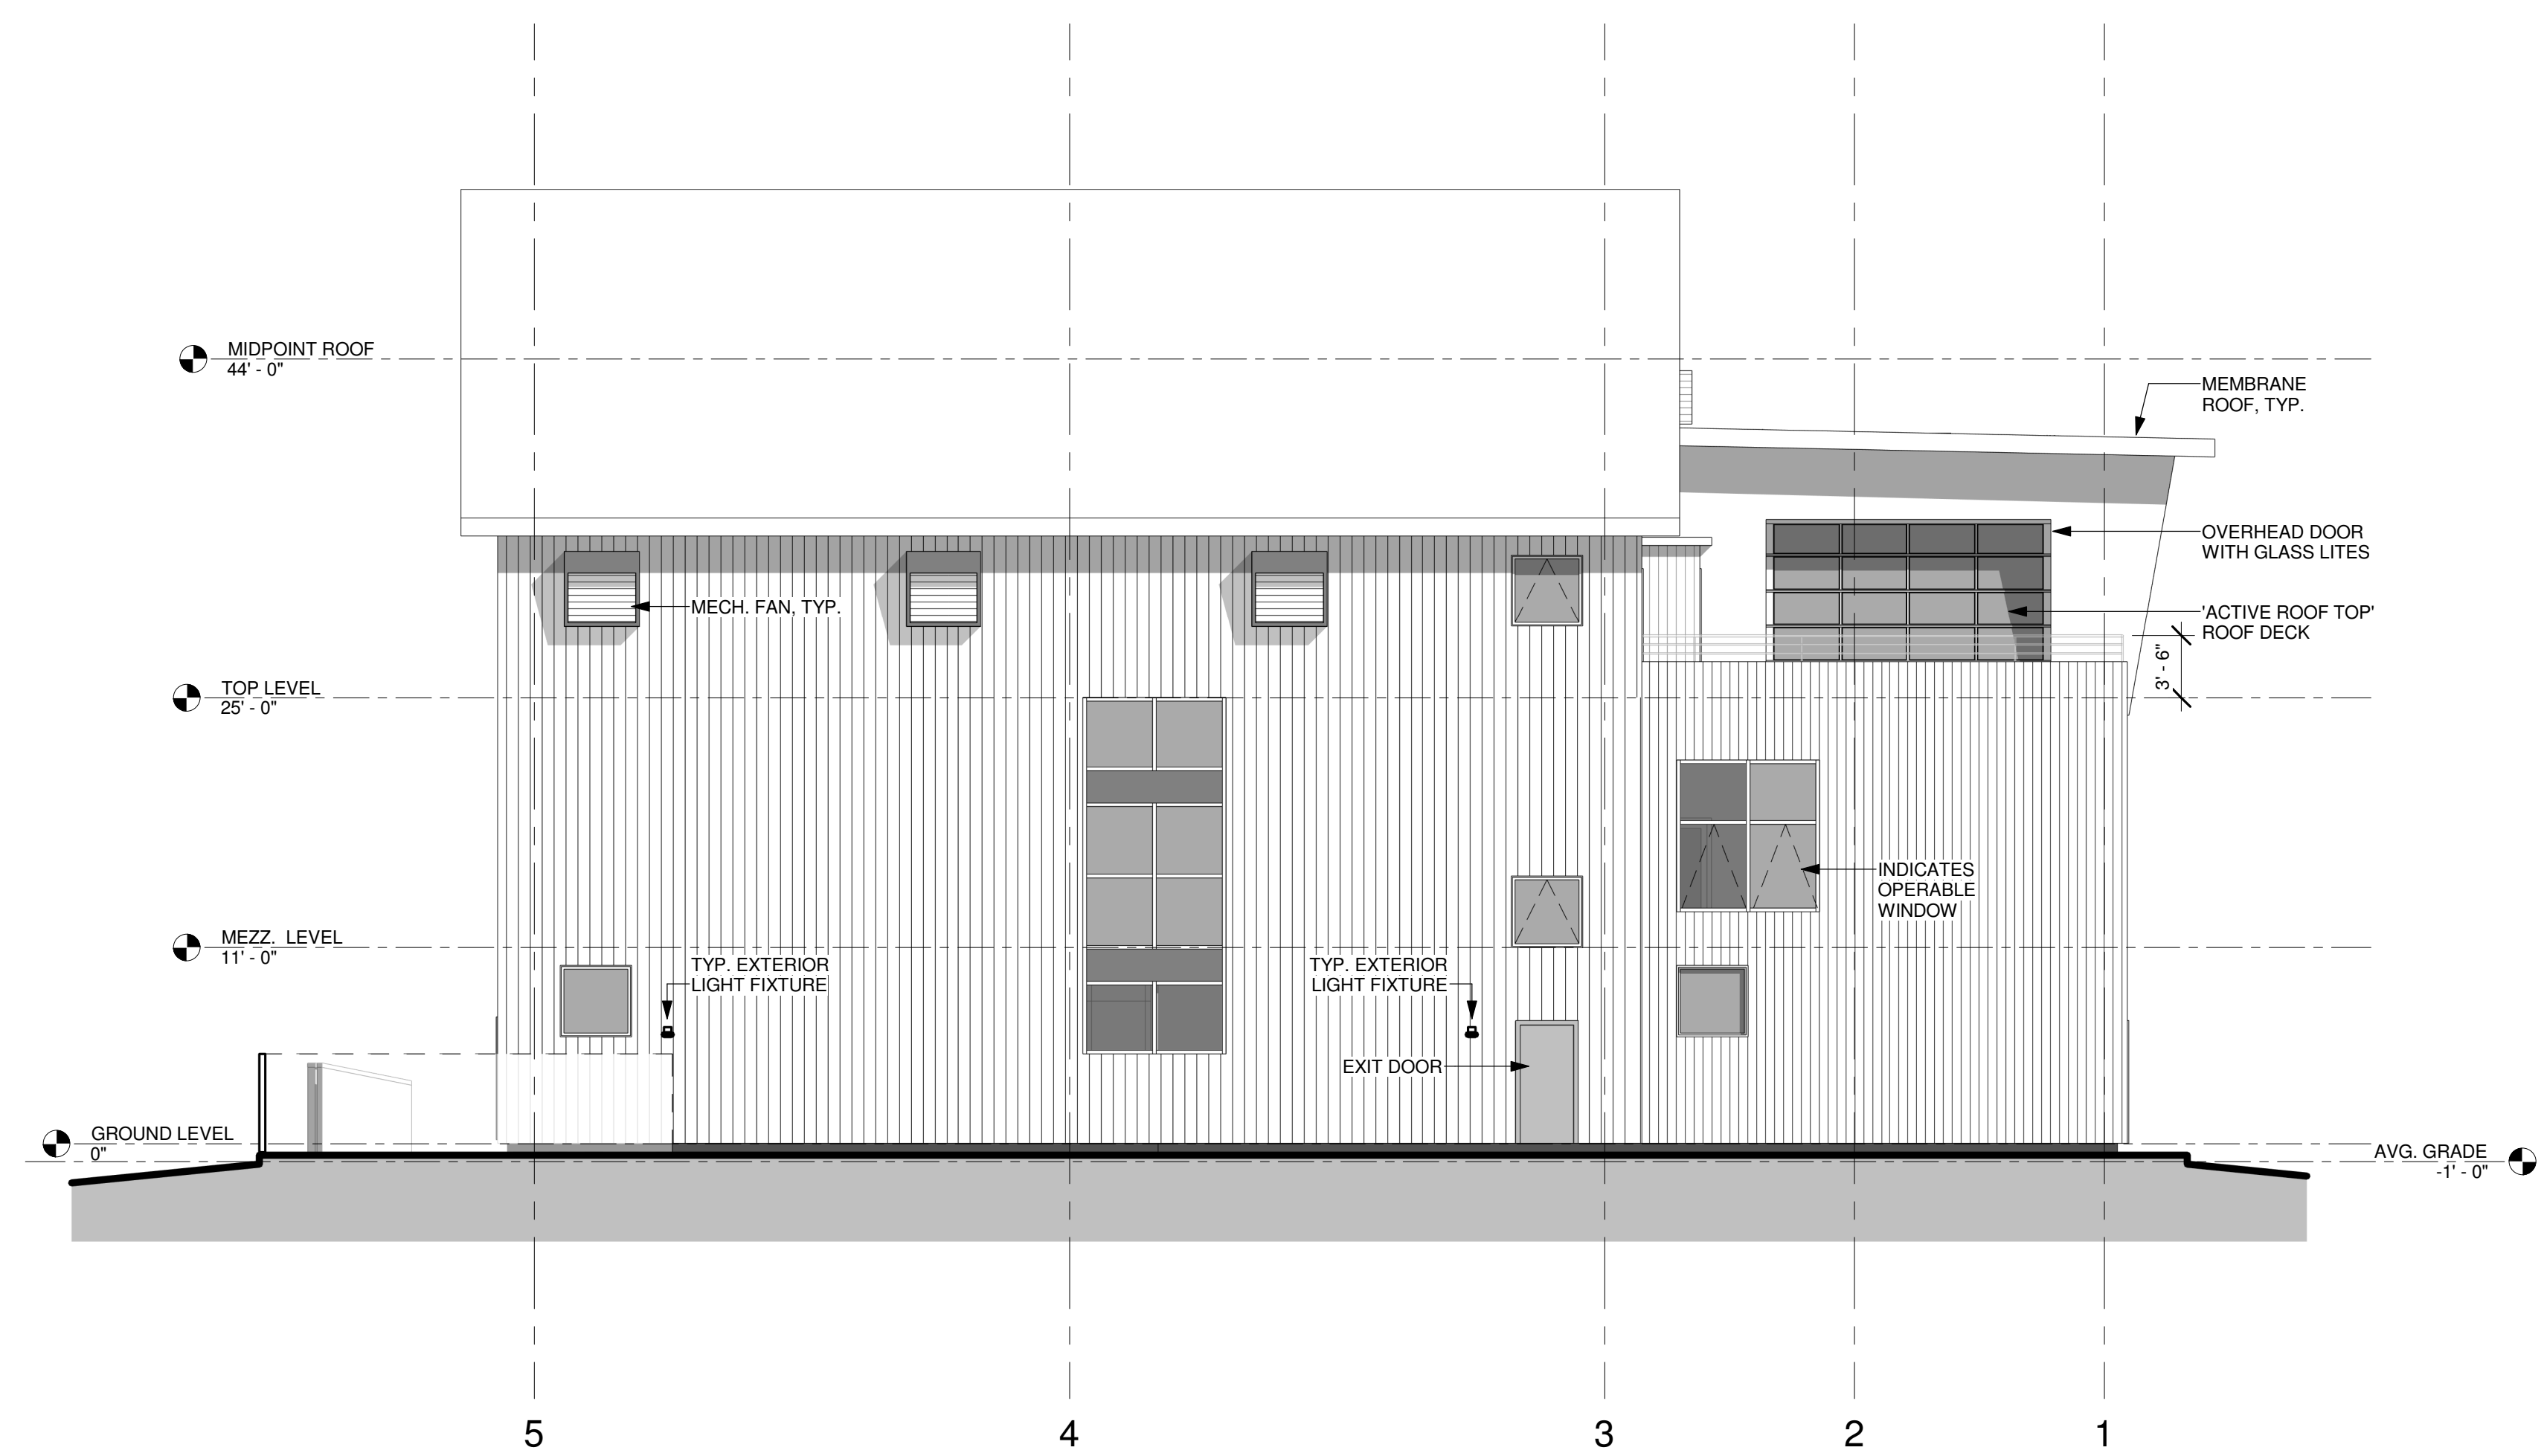 MIDPOINT ROOF
44' - 0"
MEMBRANE
ROOF, TYP.
OVERHEAD DOOR
WITH GLASS LITES
MECH. FAN, TYP.
'ACTIVE ROOF TOP'
ROOF DECK
3' - 6"
TOP LEVEL
25' - 0"
INDICATES
OPERABLE
WINDOW
MEZZ. LEVEL
11' - 0"
TYP. EXTERIOR
LIGHT FIXTURE
TYP. EXTERIOR
LIGHT FIXTURE
EXIT DOOR
GROUND LEVEL
0"
AVG. GRADE
-1' - 0"
5 4 3 2 1